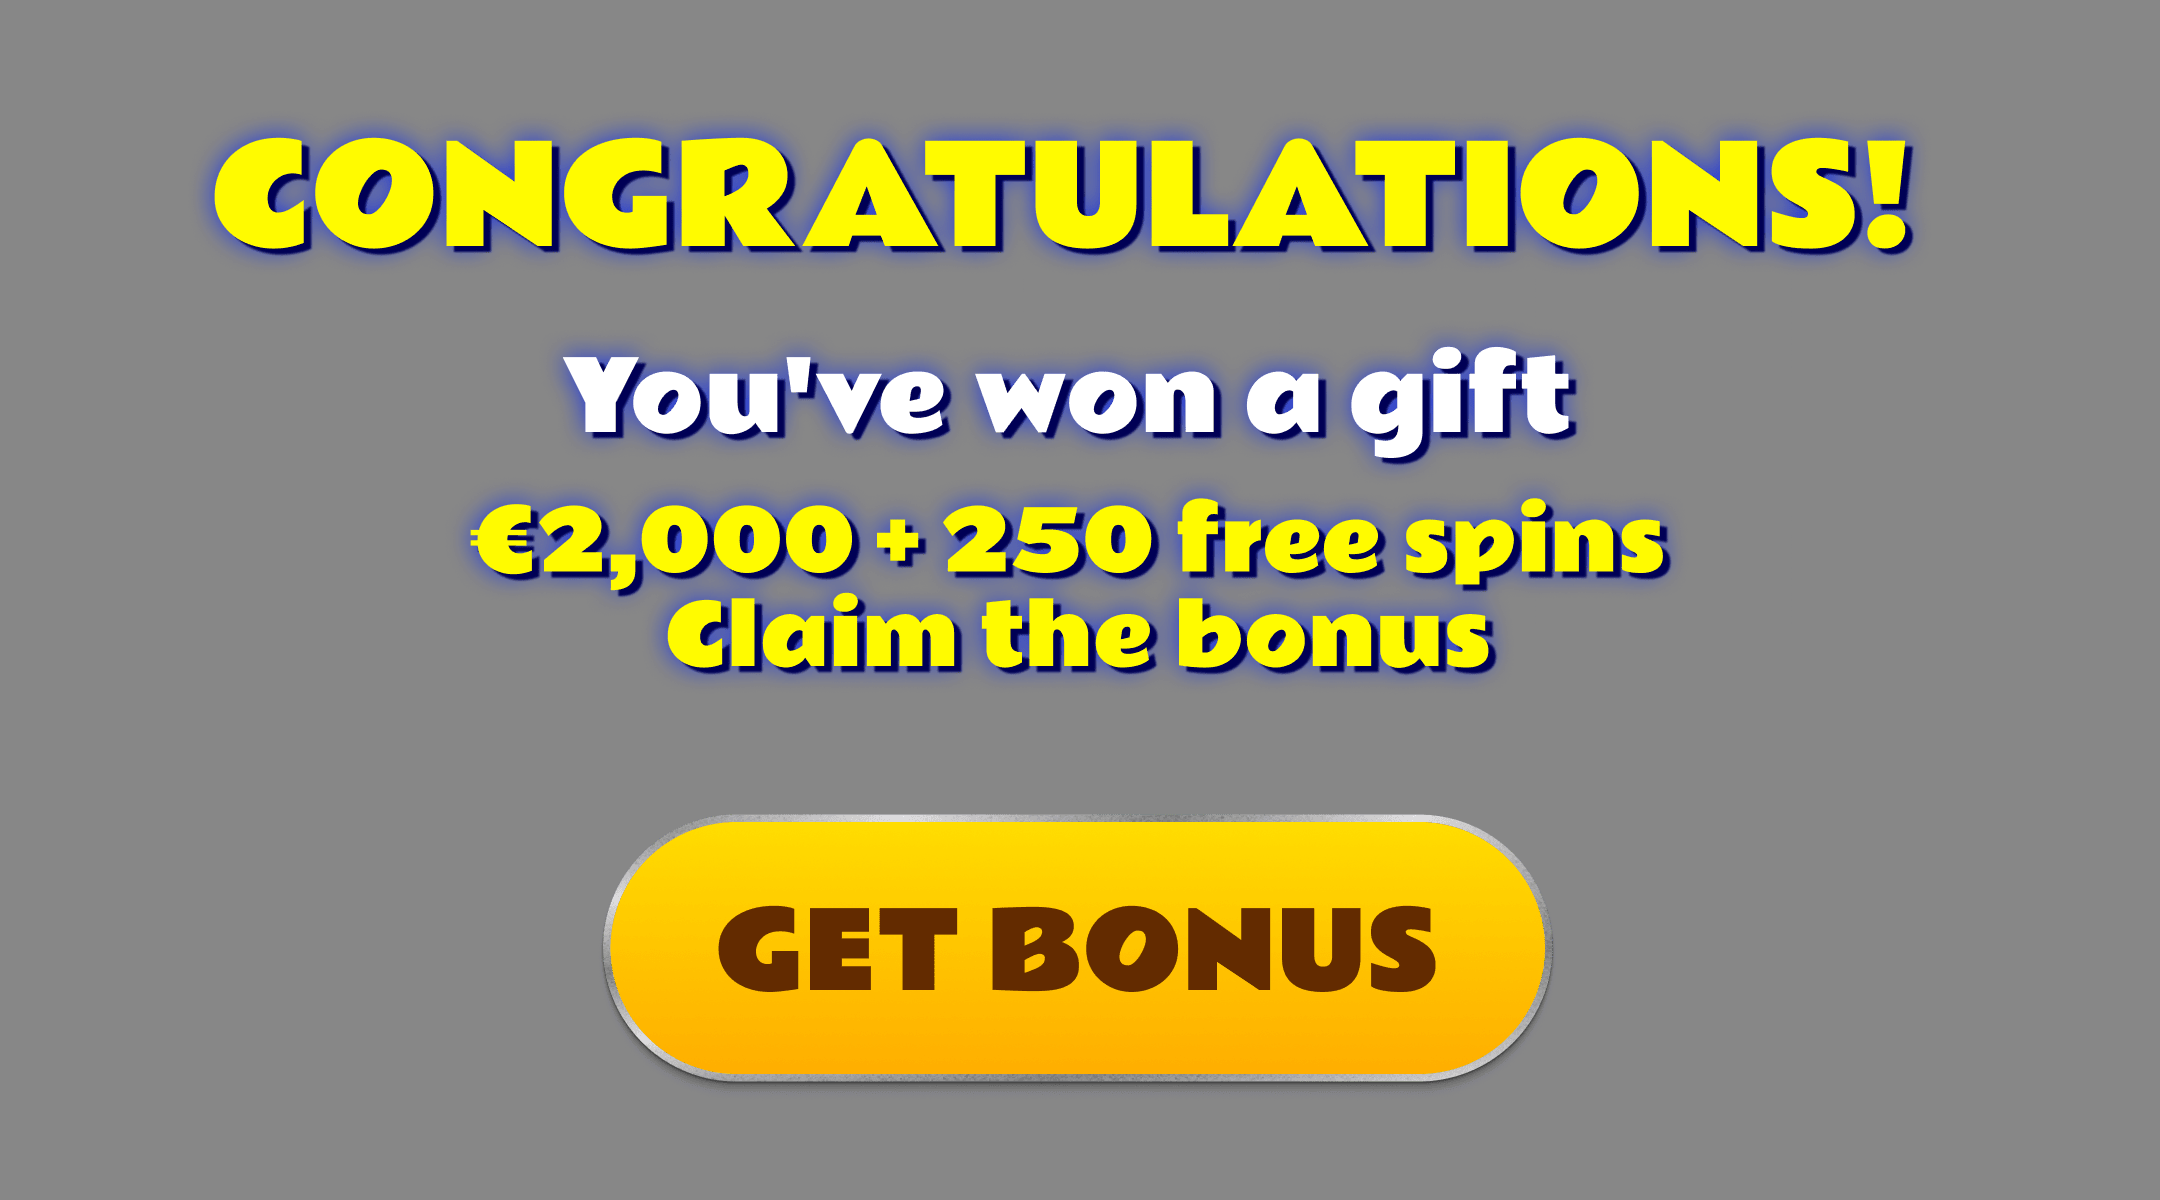 CONGRATULATIONS!
You've won a gift
€2,000 + 250 free spins
Claim the bonus
GET BONUS